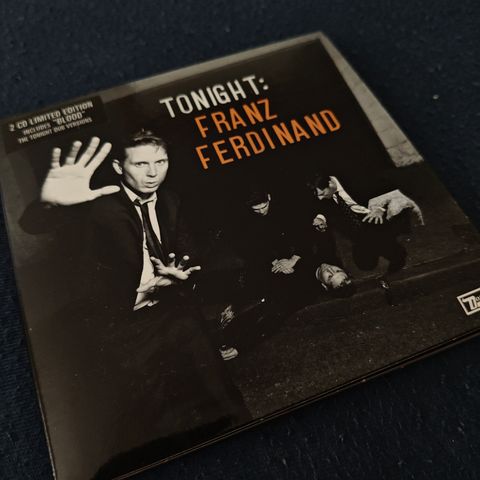 2 CD LIMITED EDITION
INCLUDES "BLOOD"
THE TONIGHT DUB VERSIONS
TONIGHT:
FRANZ
FERDINAND